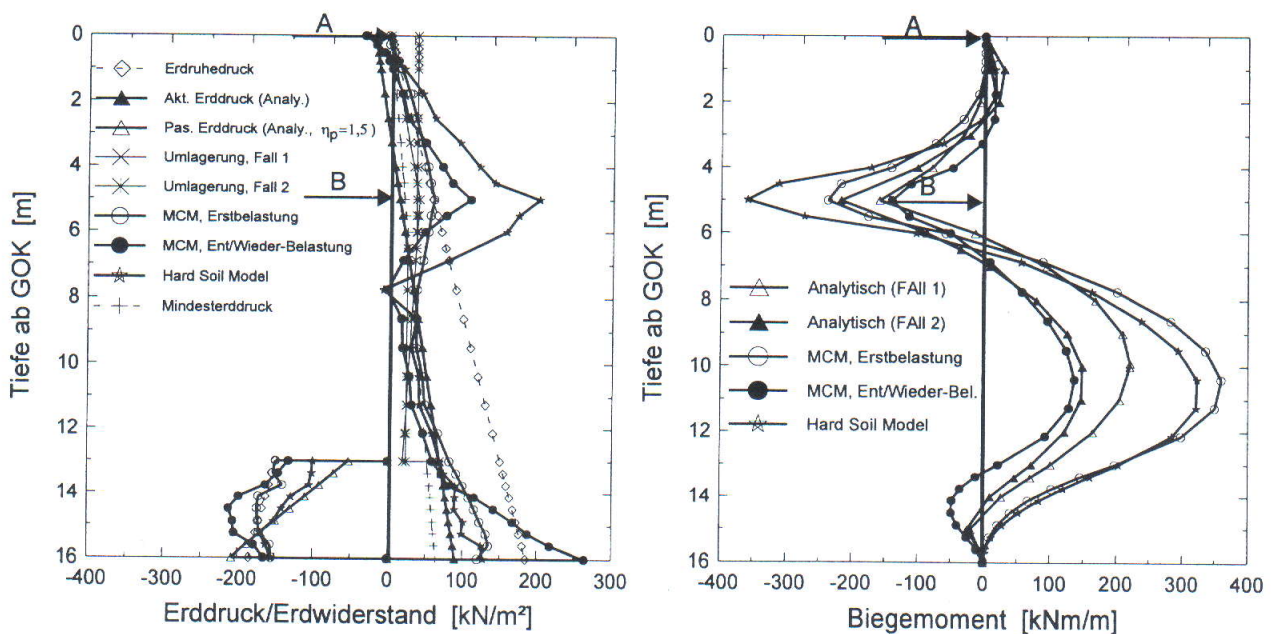 A
0
2
4
6
8
10
12
14
16
-400
-300
-200
-100
0
100
200
300
Tiefe ab GOK [m]
Erddruck/Erdwiderstand [kN/m²]
Erdruhedruck
Akt. Erddruck (Analy.)
Pas. Erddruck (Analy., ηp=1,5)
Umlagerung, Fall 1
Umlagerung, Fall 2
MCM, Erstbelastung
MCM, Ent/Wieder-Belastung
Hard Soil Model
Mindesterddruck
B
A
0
2
4
6
8
10
12
14
16
-400
-300
-200
-100
0
100
200
300
400
Tiefe ab GOK [m]
Biegemoment [kNm/m]
B
Analytisch (FAll 1)
Analytisch (FAll 2)
MCM, Erstbelastung
MCM, Ent/Wieder-Bel.
Hard Soil Model